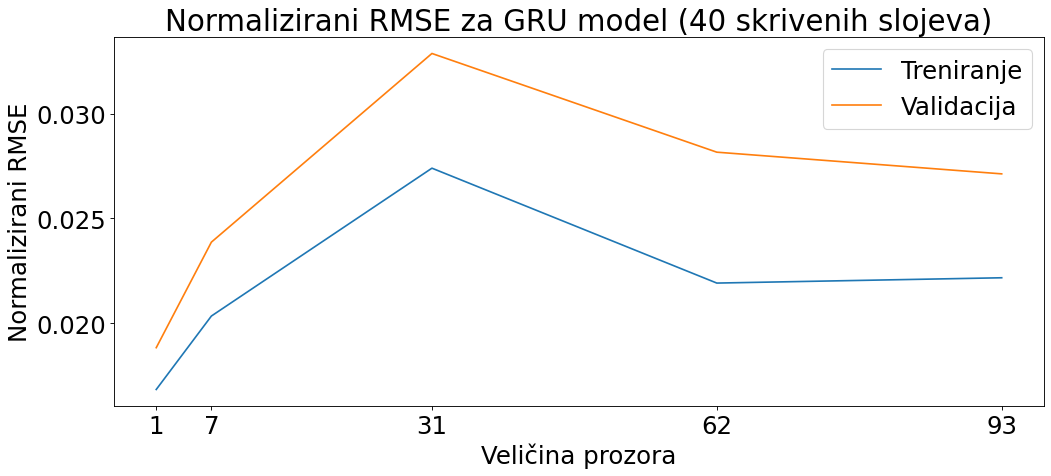 Normalizirani RMSE za GRU model (40 skrivenih slojeva)
Treniranje
Validacija
Normalizirani RMSE
0.030
0.025
0.020
1 7 31 62 93
Veličina prozora